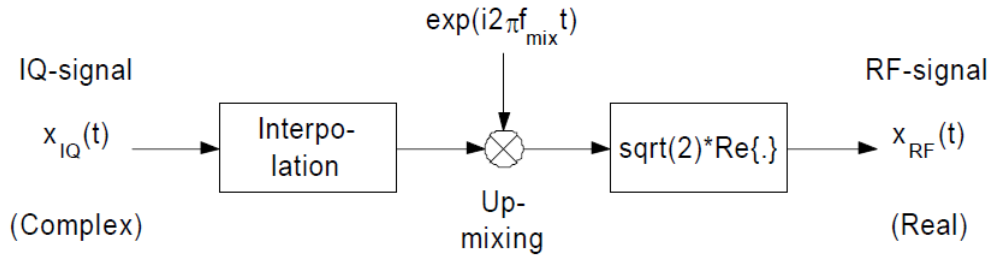 exp(i2πf_mix t)
IQ-signal
RF-signal
x_IQ(t)
Interpo-
lation
sqrt(2)*Re{.}
x_RF(t)
Up-
mixing
(Complex)
(Real)